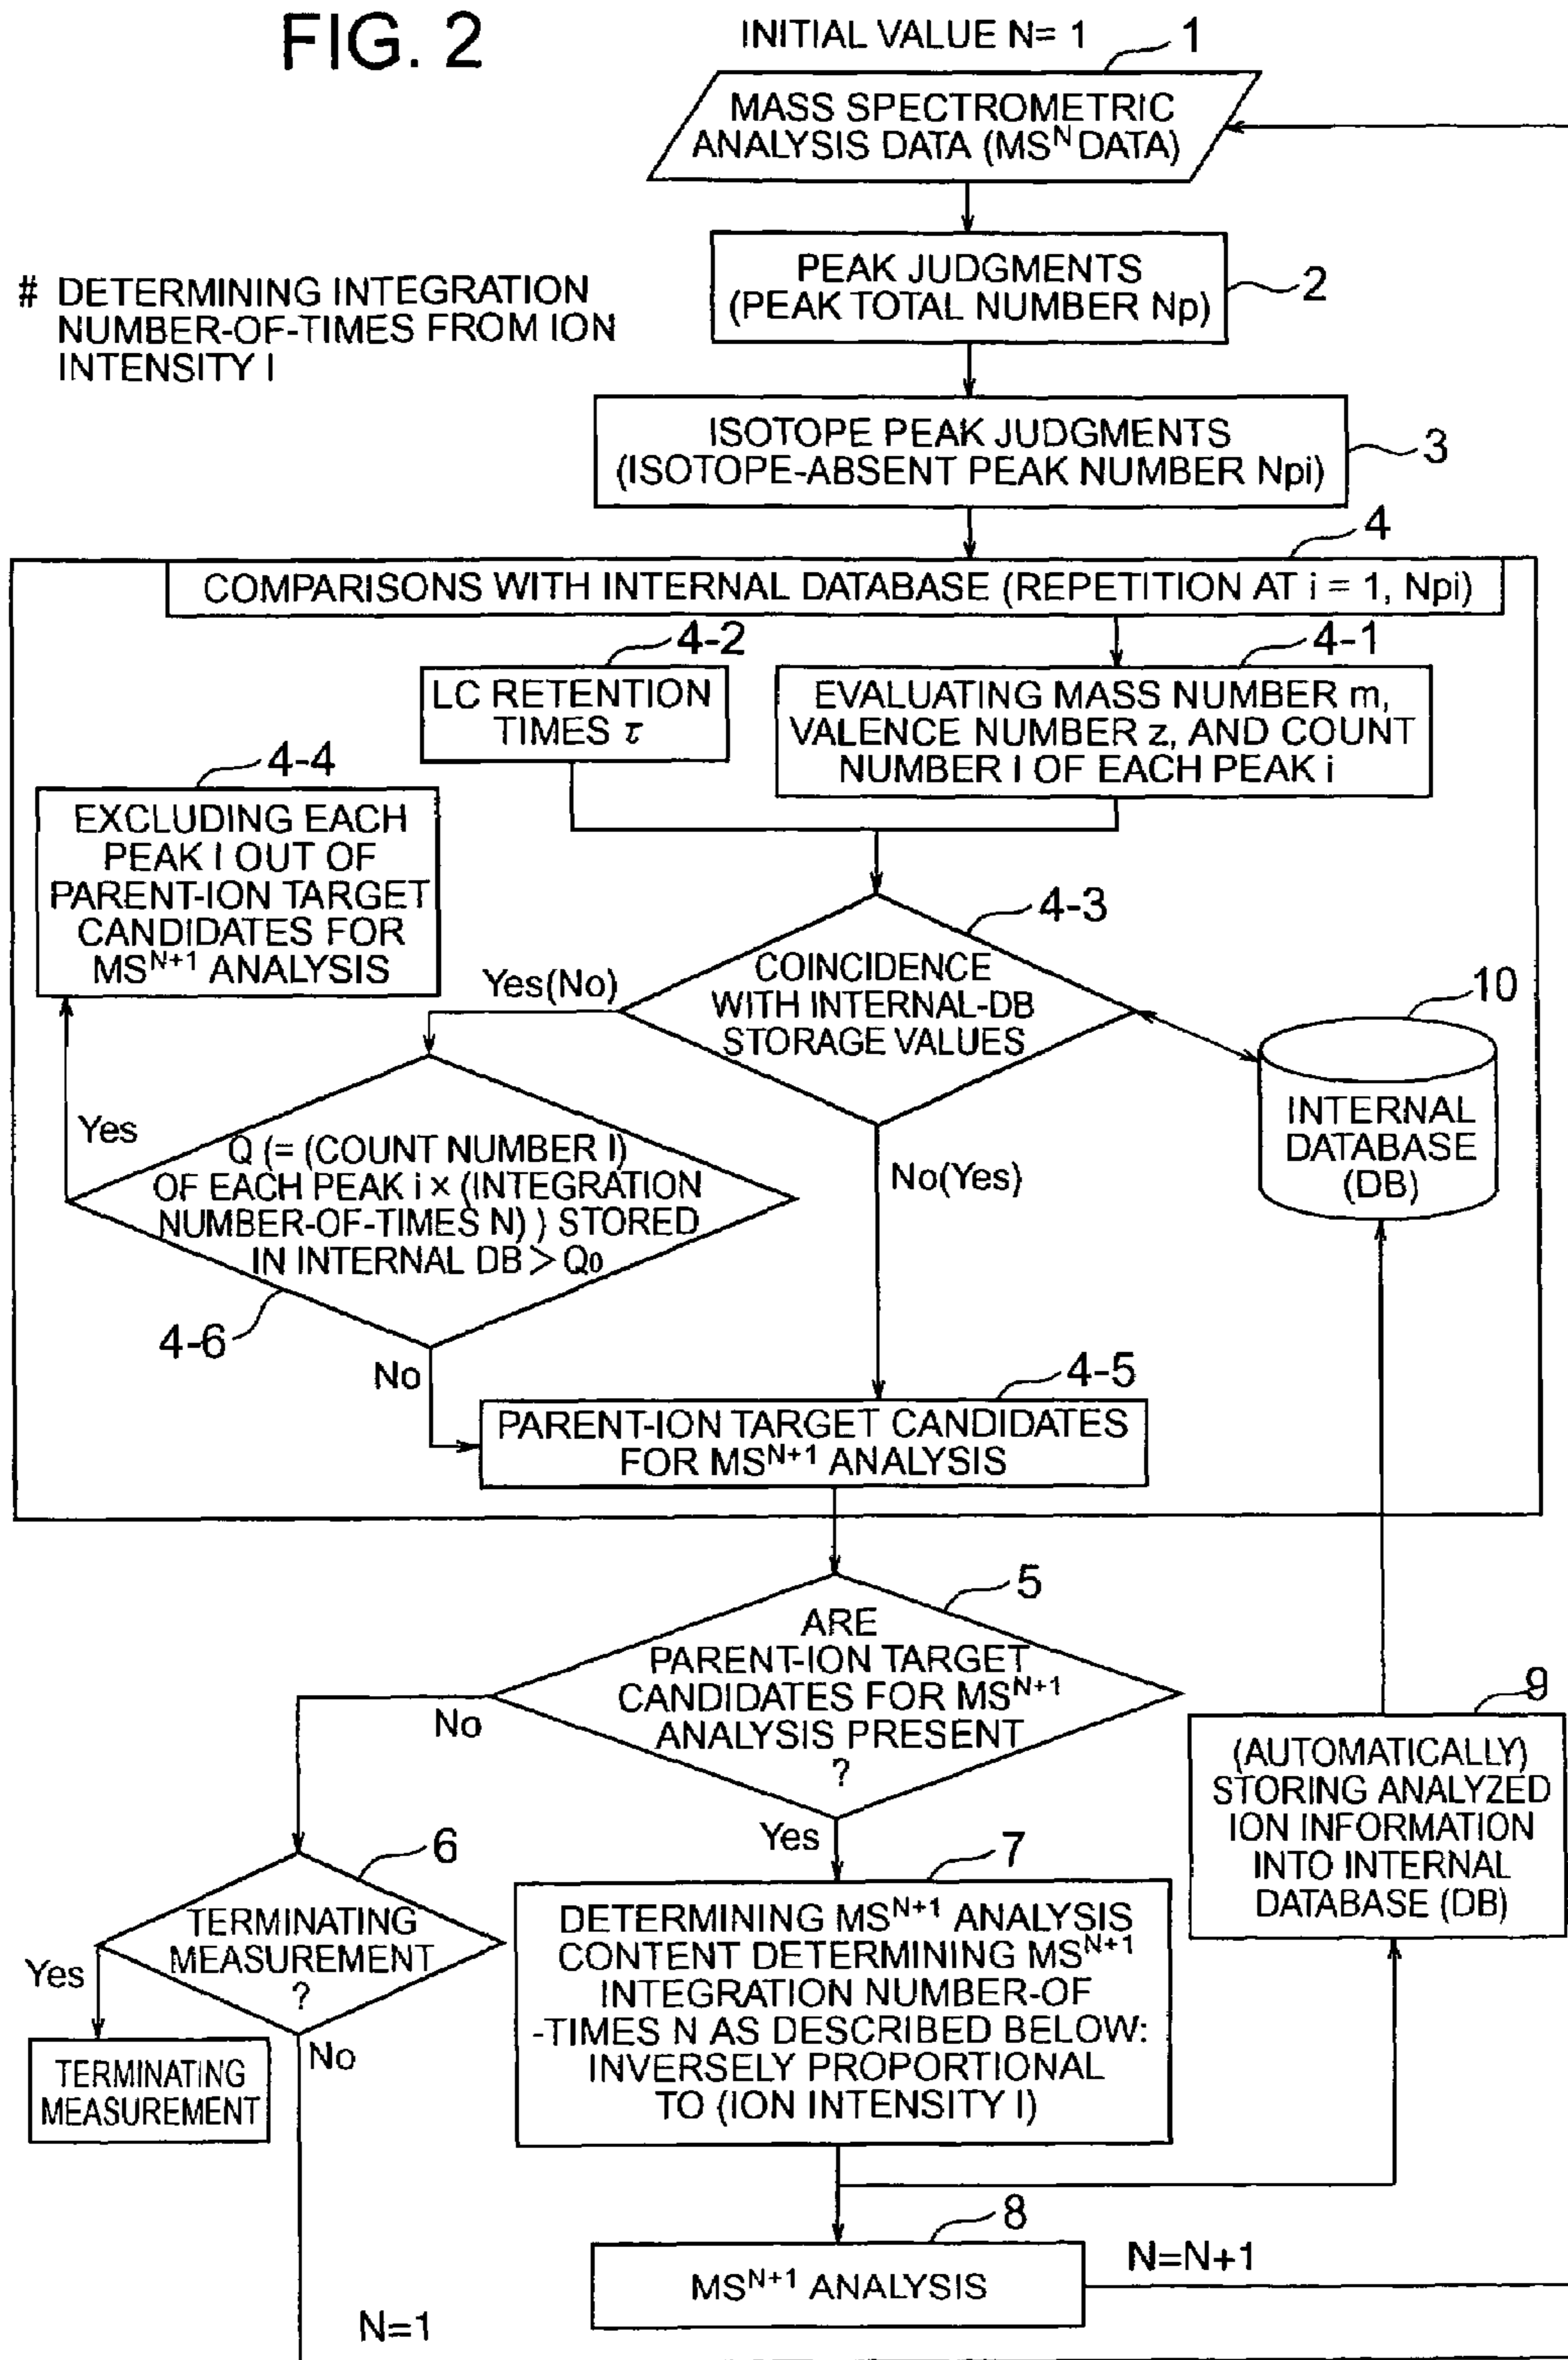 FIG. 2
INITIAL VALUE N= 1
1
MASS SPECTROMETRIC
ANALYSIS DATA (MS^N DATA)
PEAK JUDGMENTS
(PEAK TOTAL NUMBER Np)
2
# DETERMINING INTEGRATION
NUMBER-OF-TIMES FROM ION
INTENSITY I
ISOTOPE PEAK JUDGMENTS
(ISOTOPE-ABSENT PEAK NUMBER Npi)
3
4
COMPARISONS WITH INTERNAL DATABASE (REPETITION AT i = 1, Npi)
4-2
LC RETENTION
TIMES τ
4-1
EVALUATING MASS NUMBER m,
VALENCE NUMBER z, AND COUNT
NUMBER I OF EACH PEAK i
4-4
EXCLUDING EACH
PEAK I OUT OF
PARENT-ION TARGET
CANDIDATES FOR
MS^N+1 ANALYSIS
4-3
COINCIDENCE
WITH INTERNAL-DB
STORAGE VALUES
Yes(No)
10
INTERNAL
DATABASE
(DB)
Yes
Q (= (COUNT NUMBER I)
OF EACH PEAK i × (INTEGRATION
NUMBER-OF-TIMES N) ) STORED
IN INTERNAL DB > Q0
No(Yes)
4-6
No
4-5
PARENT-ION TARGET CANDIDATES
FOR MS^N+1 ANALYSIS
5
ARE
PARENT-ION TARGET
CANDIDATES FOR MS^N+1
ANALYSIS PRESENT
?
No
Yes
9
(AUTOMATICALLY)
STORING ANALYZED
ION INFORMATION
INTO INTERNAL
DATABASE (DB)
6
TERMINATING
MEASUREMENT
?
Yes
No
TERMINATING
MEASUREMENT
7
DETERMINING MS^N+1 ANALYSIS
CONTENT DETERMINING MS^N+1
INTEGRATION NUMBER-OF
-TIMES N AS DESCRIBED BELOW:
INVERSELY PROPORTIONAL
TO (ION INTENSITY I)
8
MS^N+1 ANALYSIS
N=N+1
N=1